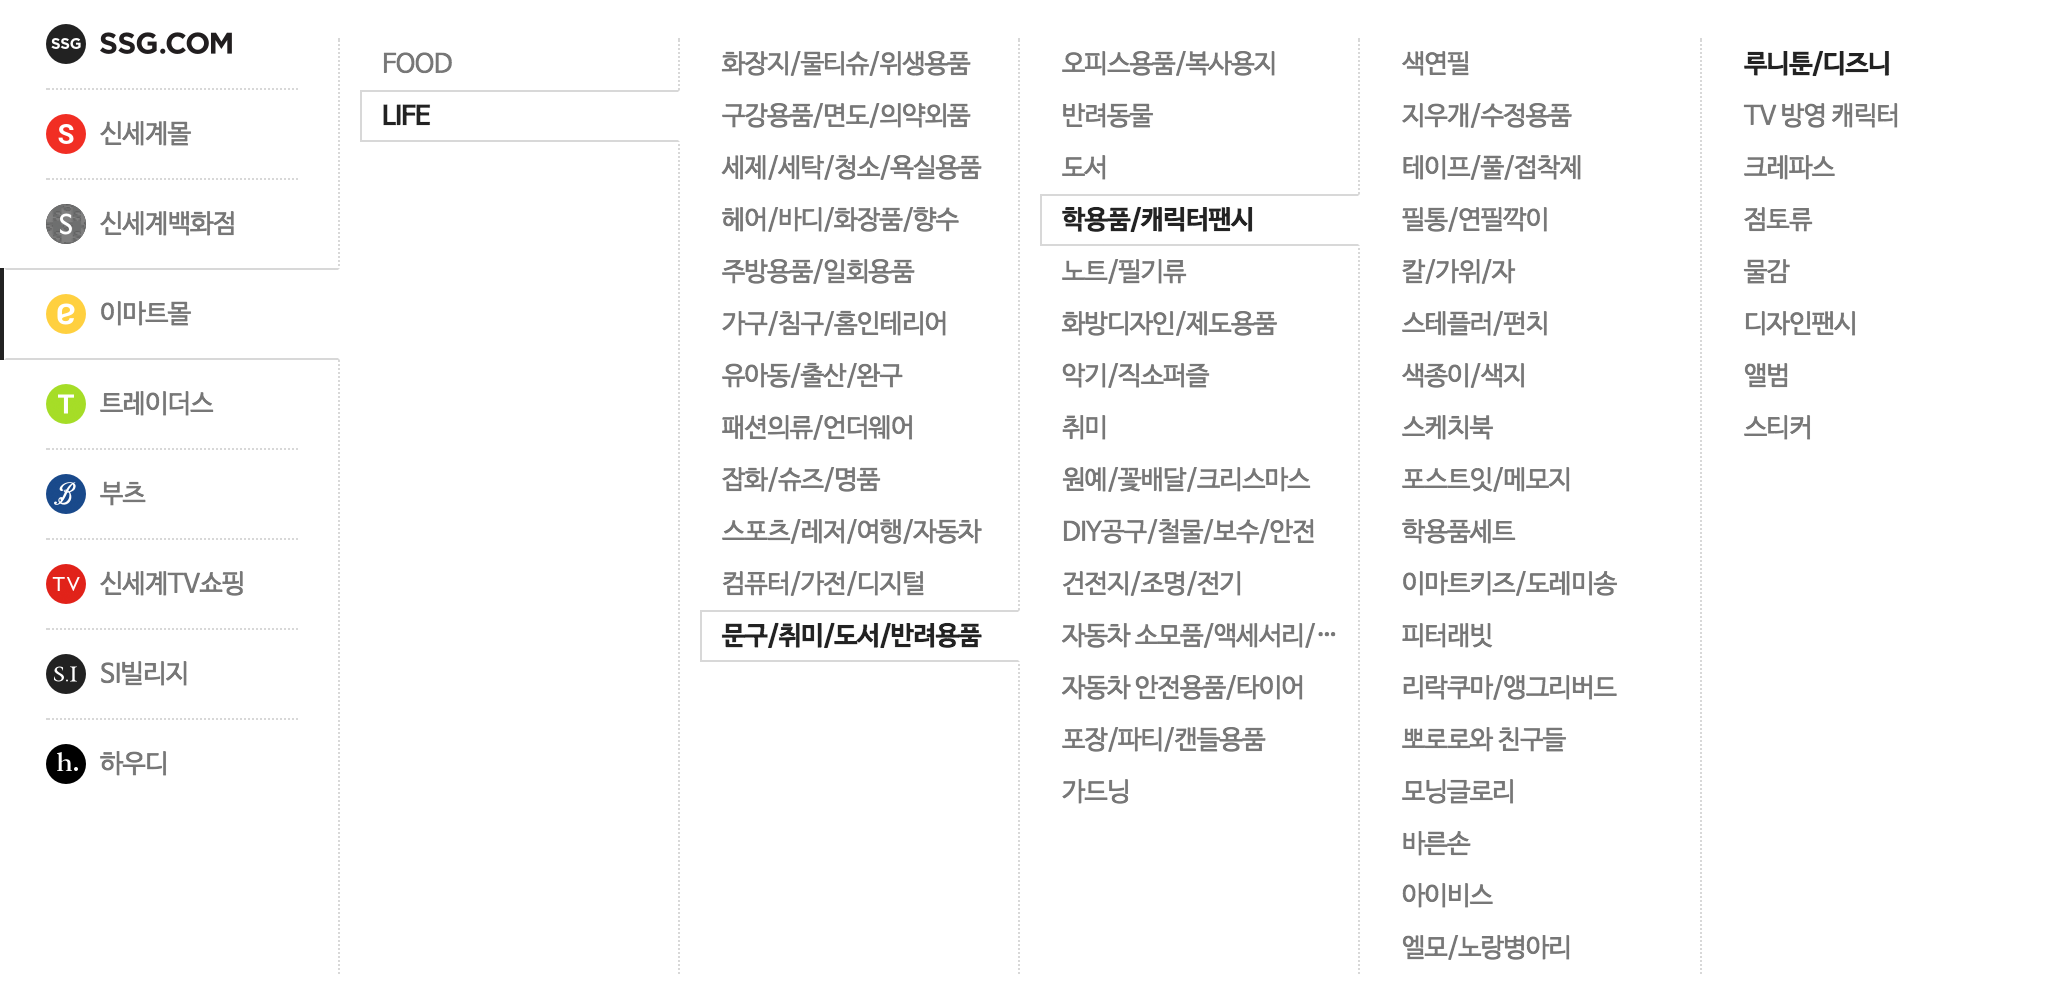 SSG SSG.COM
S 신세계몰
S 신세계백화점
e 이마트몰
T 트레이더스
B 부츠
TV 신세계TV쇼핑
S.I SI빌리지
h. 하우디
FOOD
LIFE
화장지/물티슈/위생용품
구강용품/면도/의약외품
세제/세탁/청소/욕실용품
헤어/바디/화장품/향수
주방용품/일회용품
가구/침구/홈인테리어
유아동/출산/완구
패션의류/언더웨어
잡화/슈즈/명품
스포츠/레저/여행/자동차
컴퓨터/가전/디지털
문구/취미/도서/반려용품
오피스용품/복사용지
반려동물
도서
학용품/캐릭터팬시
노트/필기류
화방디자인/제도용품
악기/직소퍼즐
취미
원예/꽃배달/크리스마스
DIY공구/철물/보수/안전
건전지/조명/전기
자동차 소모품/액세서리/…
자동차 안전용품/타이어
포장/파티/캔들용품
가드닝
색연필
지우개/수정용품
테이프/풀/접착제
필통/연필깍이
칼/가위/자
스테플러/펀치
색종이/색지
스케치북
포스트잇/메모지
학용품세트
이마트키즈/도레미송
피터래빗
리락쿠마/앵그리버드
뽀로로와 친구들
모닝글로리
바른손
아이비스
엘모/노랑병아리
루니툰/디즈니
TV 방영 캐릭터
크레파스
점토류
물감
디자인팬시
앨범
스티커